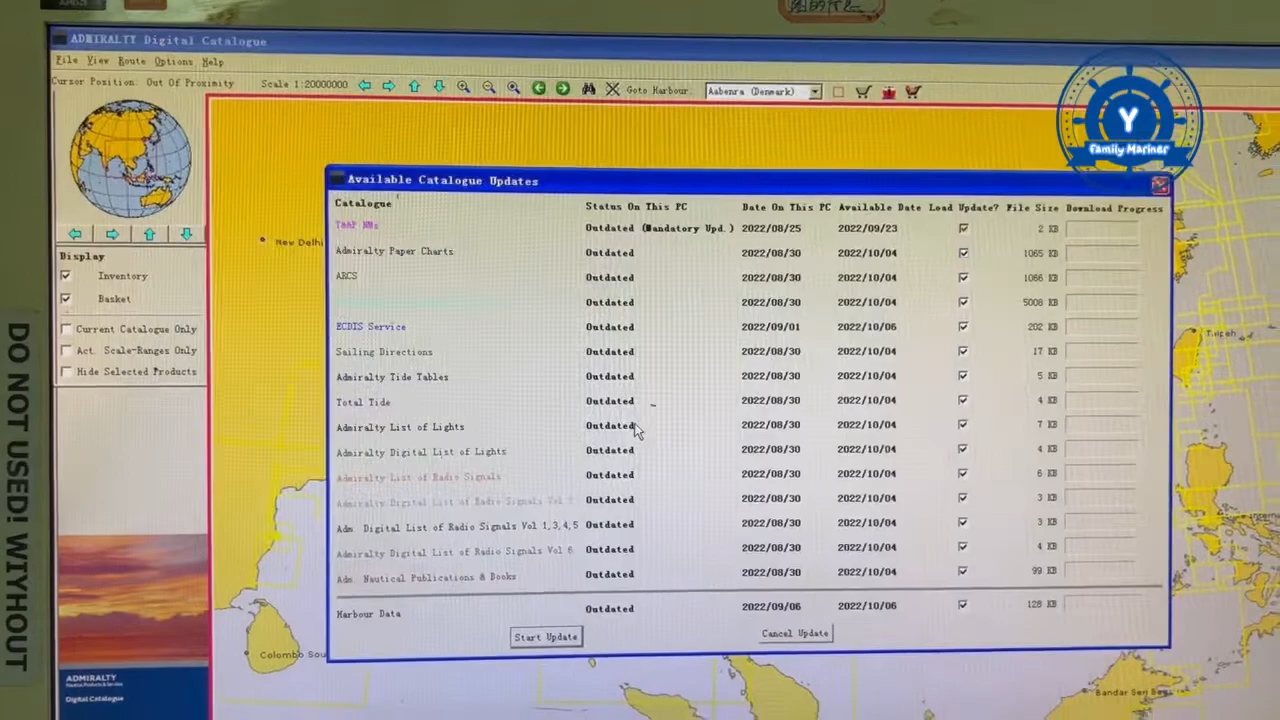 ADMIRALTY Digital Catalogue
File View Route Options Help
Cursor Position: Out Of Proximity Scale 1:20000000 Goto Harbour: Aabenra (Denmark)
Y
Family Mariner
Available Catalogue Updates
Catalogue Status On This PC Date On This PC Available Date Load Update? File Size Download Progress
T&&P NMs Outdated (Mandatory Upd.) 2022/08/25 2022/09/23 2 KB
Admiralty Paper Charts Outdated 2022/08/30 2022/10/04 1065 KB
ARCS Outdated 2022/08/30 2022/10/04 1066 KB
Outdated 2022/08/30 2022/10/04 5008 KB
ECDIS Service Outdated 2022/09/01 2022/10/06 202 KB
Sailing Directions Outdated 2022/08/30 2022/10/04 17 KB
Admiralty Tide Tables Outdated 2022/08/30 2022/10/04 5 KB
Total Tide Outdated 2022/08/30 2022/10/04 4 KB
Admiralty List of Lights Outdated 2022/08/30 2022/10/04 7 KB
Admiralty Digital List of Lights Outdated 2022/08/30 2022/10/04 4 KB
Admiralty List of Radio Signals Outdated 2022/08/30 2022/10/04 6 KB
Admiralty Digital List of Radio Signals Vol Outdated 2022/08/30 2022/10/04 3 KB
Adm. Digital List of Radio Signals Vol 1,3,4,5 Outdated 2022/08/30 2022/10/04 3 KB
Admiralty Digital List of Radio Signals Vol 6 Outdated 2022/08/30 2022/10/04 4 KB
Adm. Nautical Publications & Books Outdated 2022/08/30 2022/10/04 99 KB
Harbour Data Outdated 2022/09/06 2022/10/06 128 KB
Start Update Cancel Update
Display
Inventory
Basket
Current Catalogue Only
Act. Scale-Ranges Only
Hide Selected Products
New Delhi
Colombo Sou
Taipeh
Bandar Seri
ADMIRALTY
Digital Catalogue
DO NOT USED! WIYHOUT